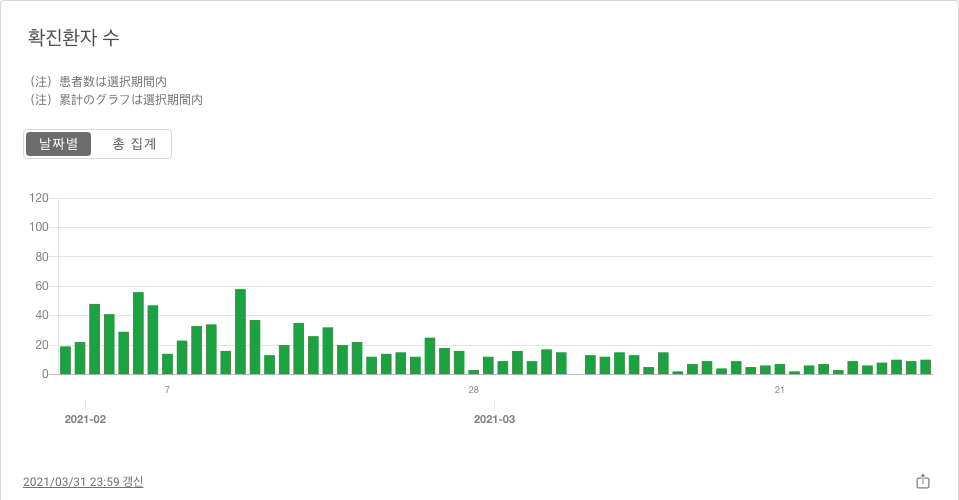 확진환자 수
（注）患者数は選択期間内
（注）累計のグラフは選択期間内
날짜별 총 집계
120
100
80
60
40
20
0
7 28 21
2021-02 2021-03
2021/03/31 23:59 갱신